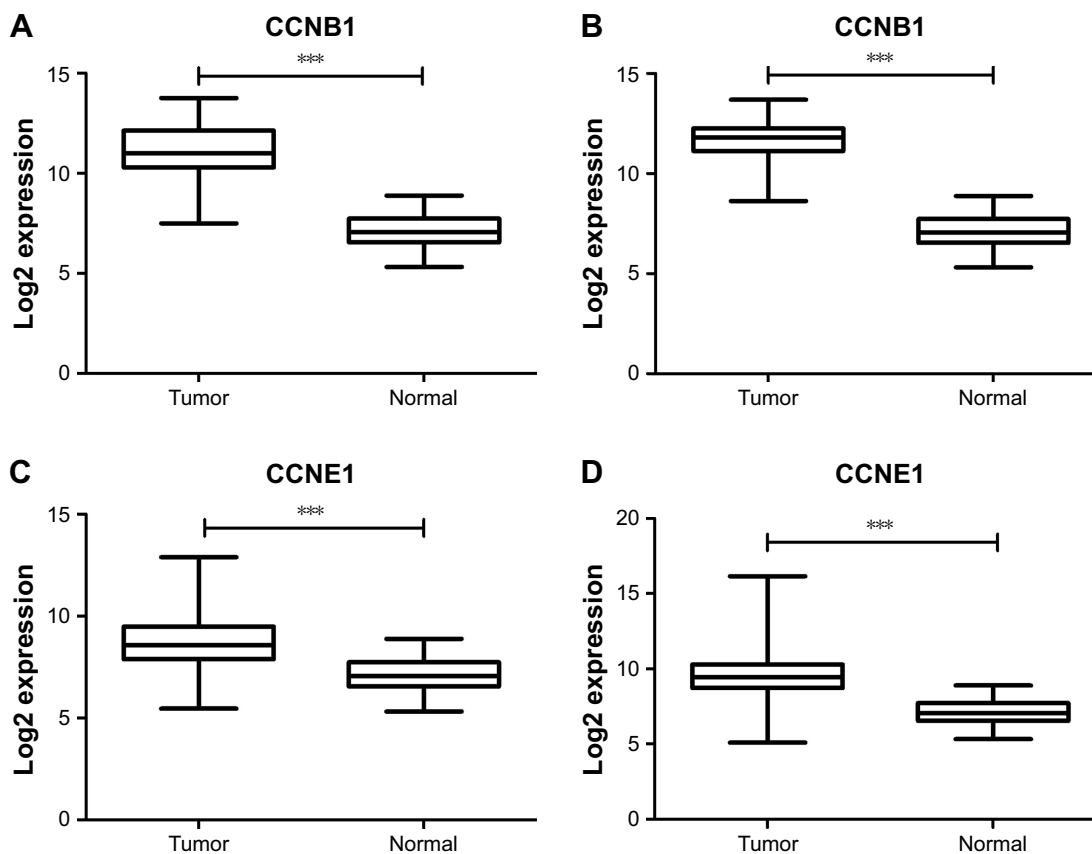 A
CCNB1
***
15
10
5
0
Log2 expression
Tumor
Normal
B
CCNB1
***
15
10
5
0
Log2 expression
Tumor
Normal
C
CCNE1
***
15
10
5
0
Log2 expression
Tumor
Normal
D
CCNE1
***
20
15
10
5
0
Log2 expression
Tumor
Normal